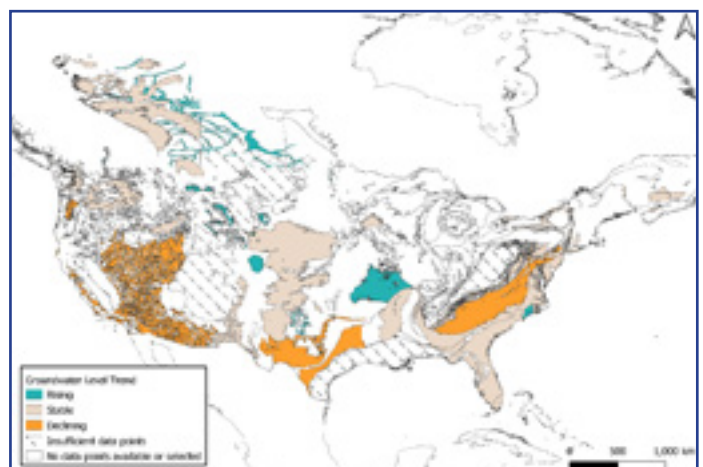 A
Groundwater Level Trend
Rising
Stable
Declining
Insufficient data points
No data points available or selected
0 500 1,000 km